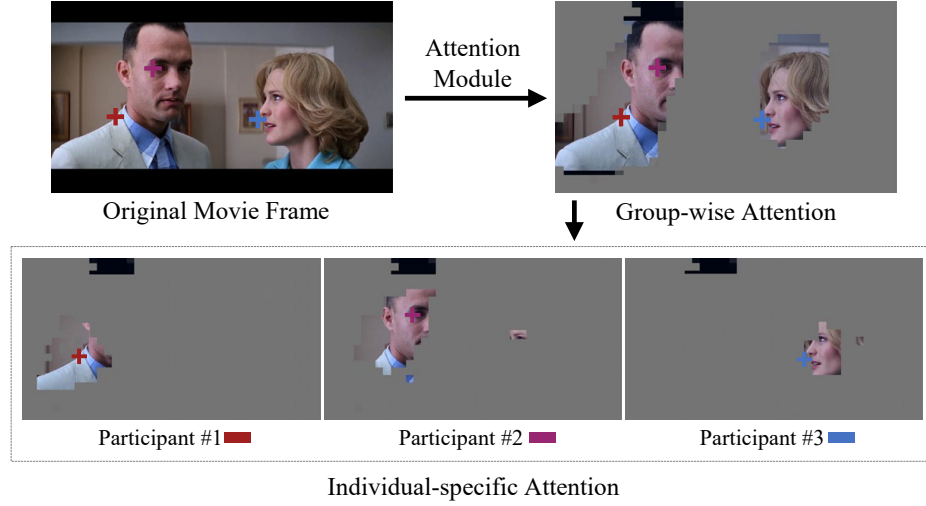 Attention
Module
Original Movie Frame
Group-wise Attention
Participant #1
Participant #2
Participant #3
Individual-specific Attention